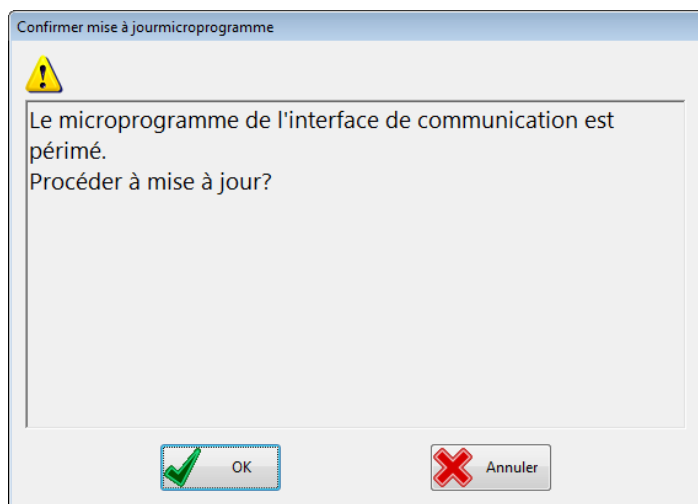 Confirmer mise à jourmicroprogramme
Le microprogramme de l'interface de communication est
périmé.
Procéder à mise à jour?
OK
Annuler